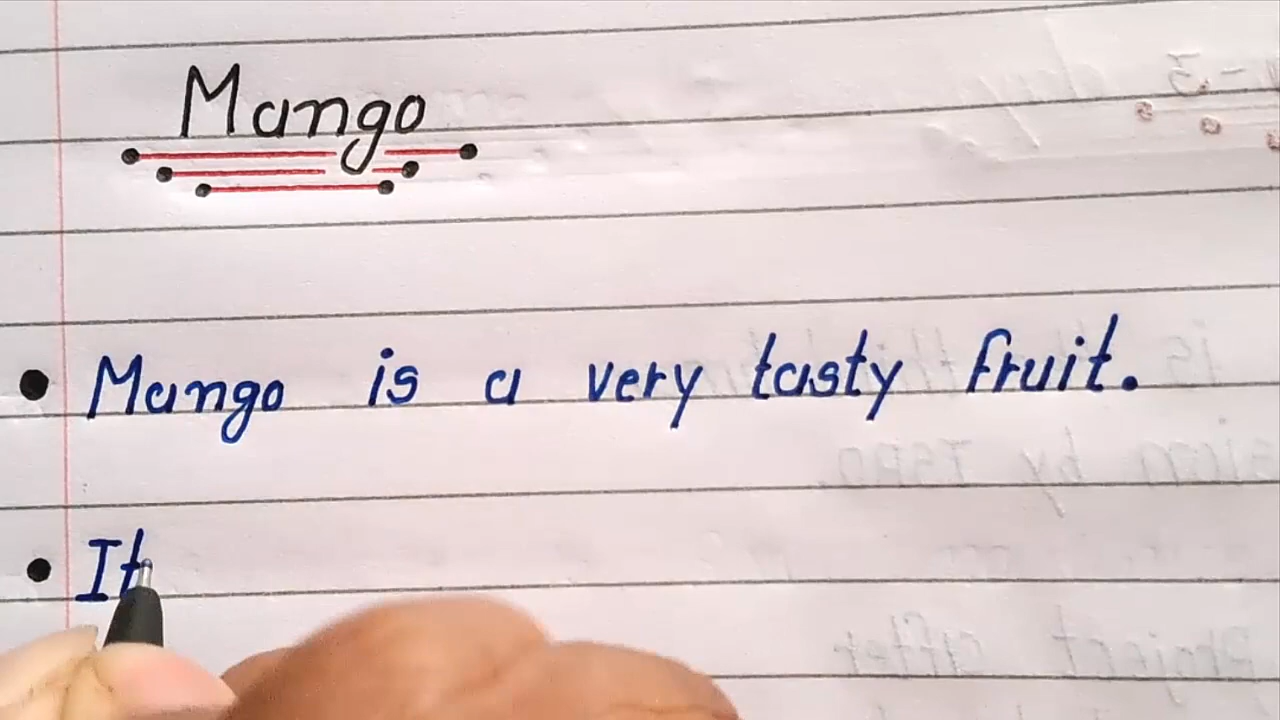 Mango
• Mango is a very tasty fruit.
• It